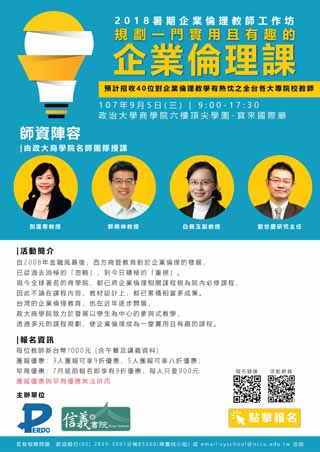 2018暑期企業倫理教師工作坊
規劃一門實用且有趣的
企業倫理課
預計招收40位對企業倫理教學有熱忱之全台各大專院校教師
107年9月5日(三) | 9:00-17:30
政治大學商學院六樓頂尖學園-寶來國際廳
師資陣容
|由政大商學院名師團隊授課
別蓮蒂教授
郭炳伸教授
白佩玉副教授
劉世慶研究主任
|活動簡介
自2008年金融風暴後，西方商管教育對於企業倫理的發展，
已從過去消極的「忽略」，到今日積極的「重視」。
現今全球著名的商學院，都已將企業倫理相關課程視為院內必修課程，
因此不論在課程內容、教材設計上，都已累積相當多成果。
台灣的企業倫理教育，也在近年逐步開展，
政大商學院致力於發展以學生為中心的參與式教學，
透過多元的課程規劃，使企業倫理成為一堂實用且有趣的課程。
|報名資訊
每位教師新台幣1000元 (含午餐及講義資料)
團報優惠：3人團報可享9折優惠，5人團報可享八折優惠；
早鳥優惠：7月底前報名即享有9折優惠，每人只要900元
團報優惠與早鳥優惠無法併用
主辦單位
PERDO
信義書院
報名連結
活動網頁
點擊報名